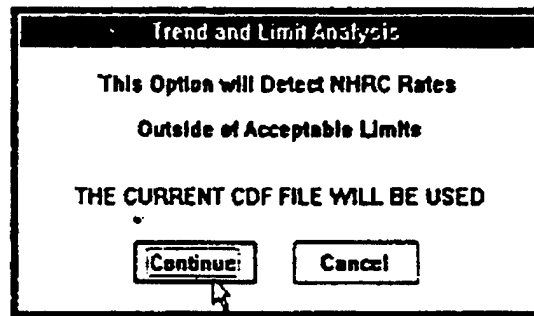 Trend and Limit Analysis
This Option will Detect NHRC Rates
Outside of Acceptable Limits
THE CURRENT CDF FILE WILL BE USED
Continue Cancel